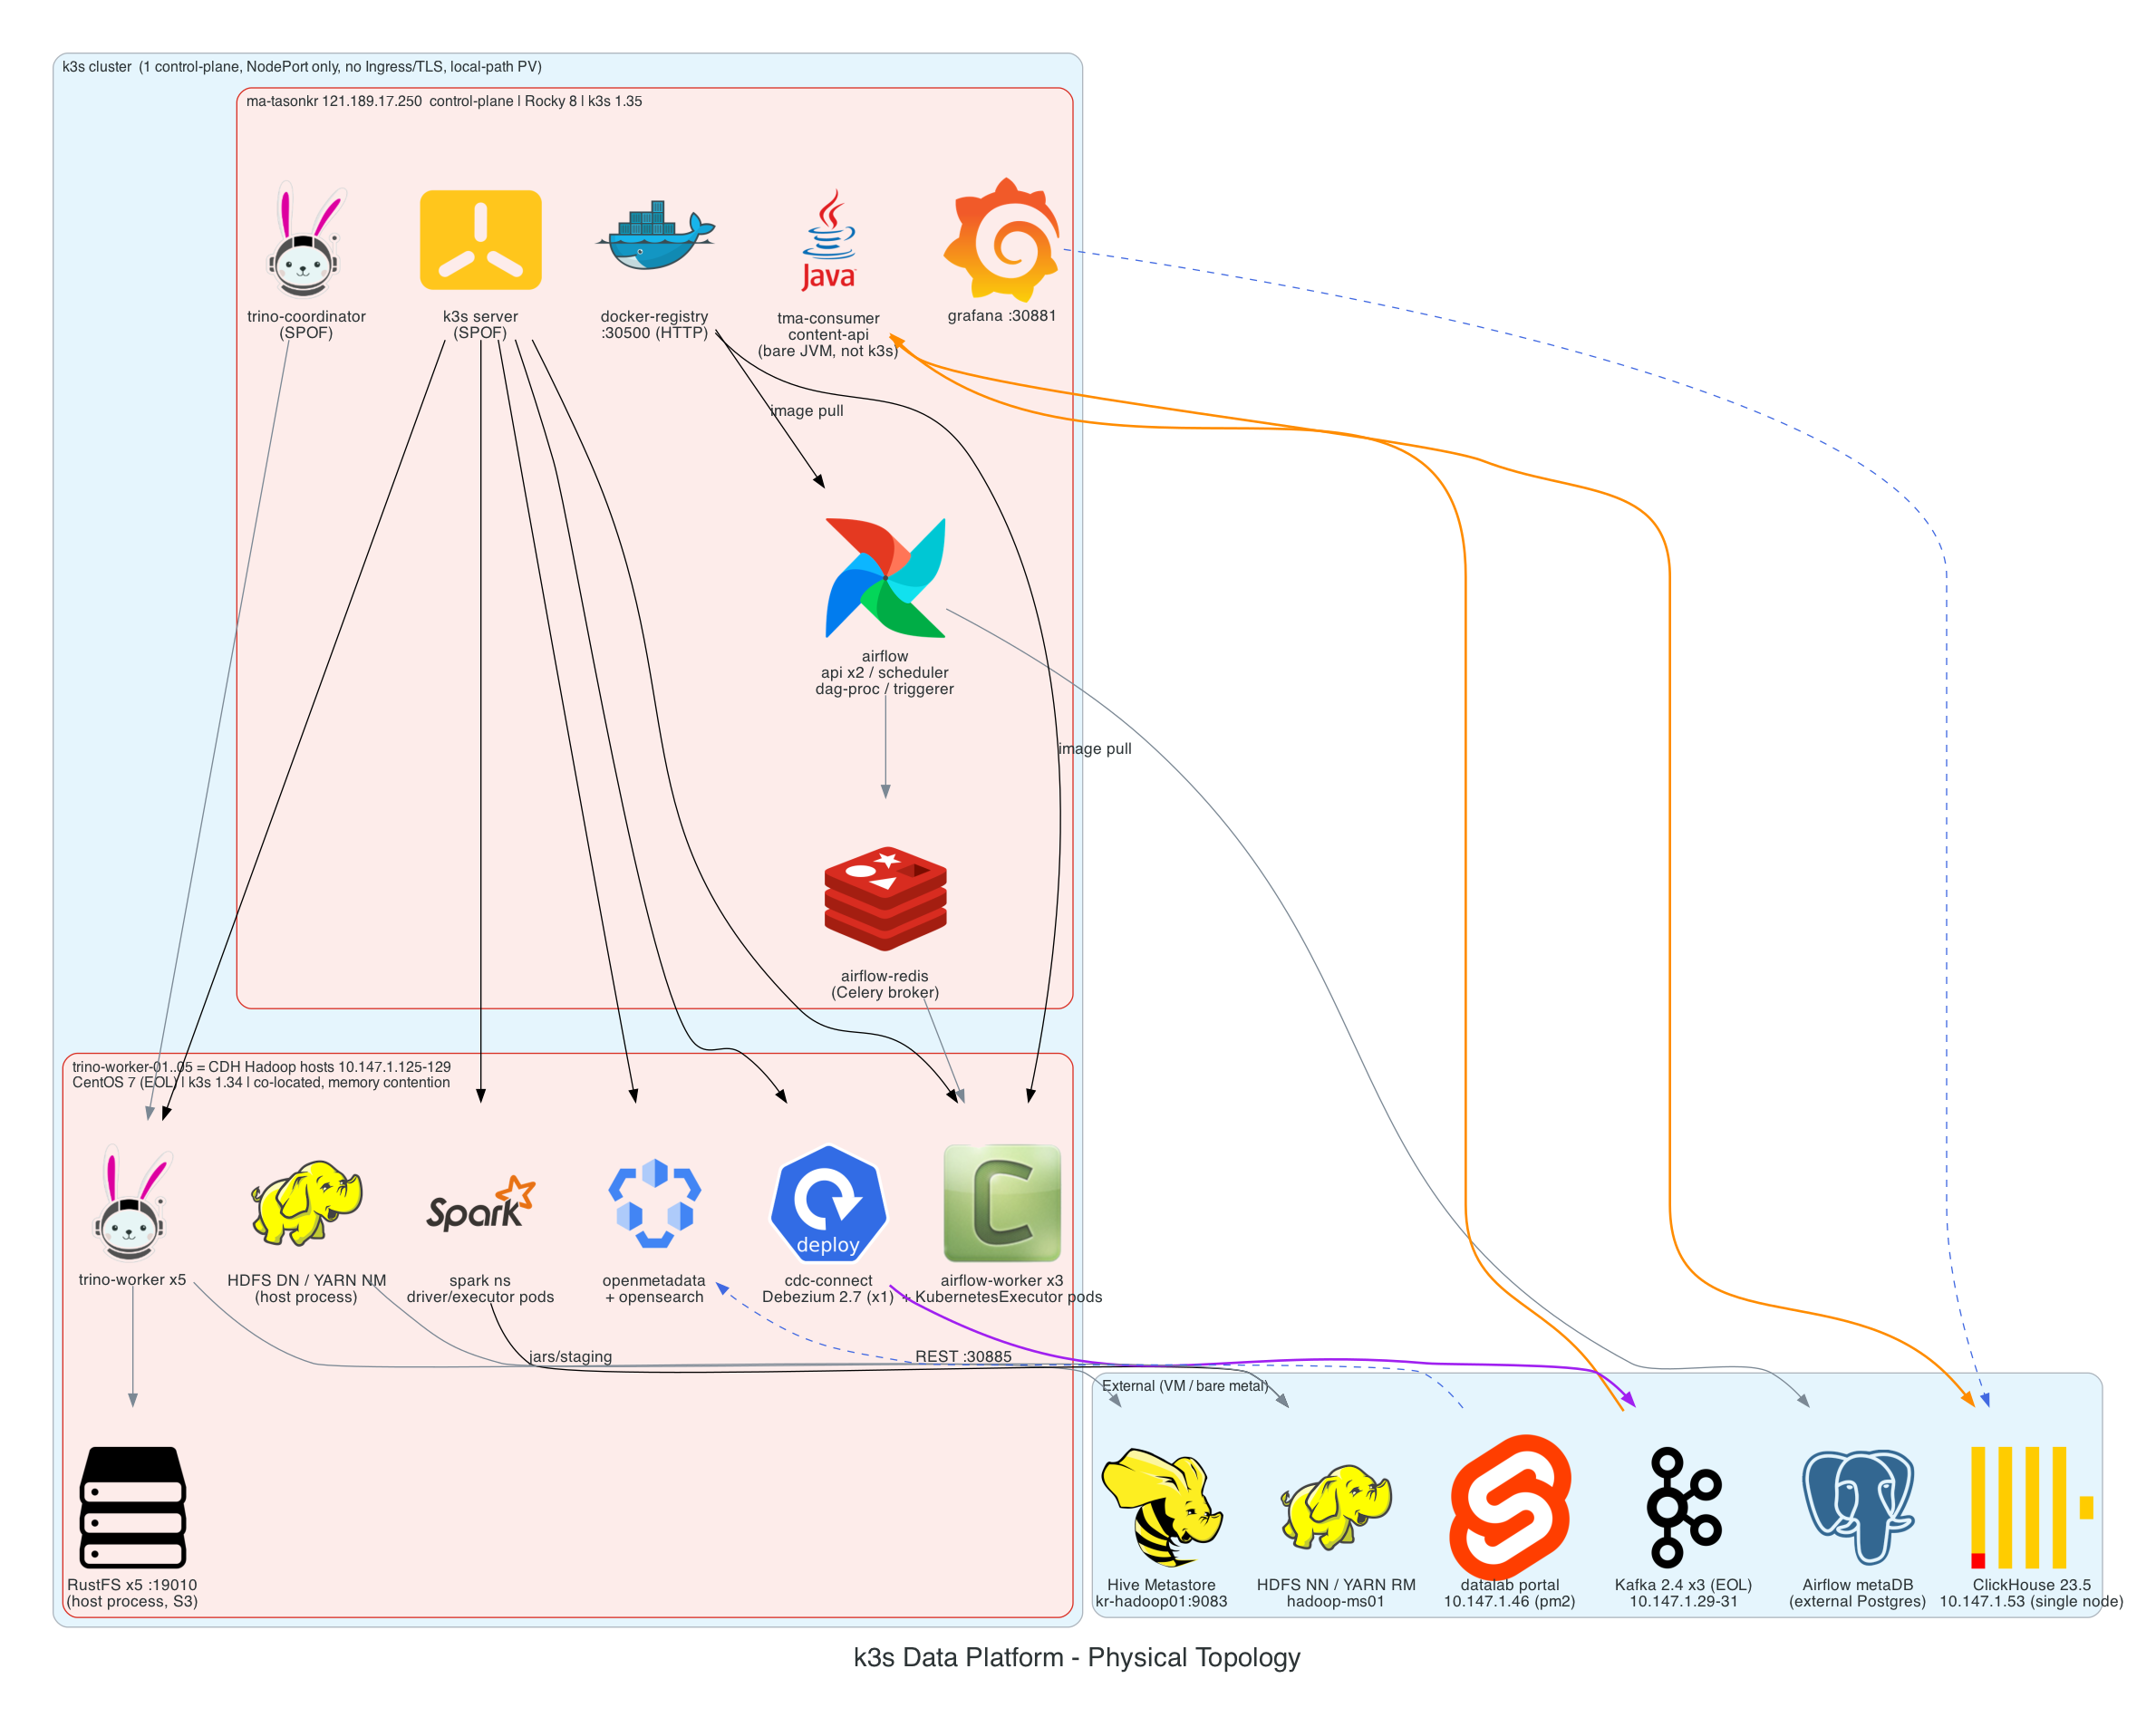 k3s cluster  (1 control-plane, NodePort only, no Ingress/TLS, local-path PV)
ma-tasonkr 121.189.17.250  control-plane | Rocky 8 | k3s 1.35
trino-coordinator
(SPOF)
k3s server
(SPOF)
docker-registry
:30500 (HTTP)
Java
tma-consumer
content-api
(bare JVM, not k3s)
grafana :30881
image pull
airflow
api x2 / scheduler
dag-proc / triggerer
image pull
airflow-redis
(Celery broker)
trino-worker-01..05 = CDH Hadoop hosts 10.147.1.125-129
CentOS 7 (EOL) | k3s 1.34 | co-located, memory contention
trino-worker x5
HDFS DN / YARN NM
(host process)
Spark
spark ns
driver/executor pods
openmetadata
+ opensearch
deploy
cdc-connect
Debezium 2.7 (x1)
C
airflow-worker x3
+ KubernetesExecutor pods
jars/staging
REST :30885
External (VM / bare metal)
RustFS x5 :19010
(host process, S3)
Hive Metastore
kr-hadoop01:9083
HDFS NN / YARN RM
hadoop-ms01
datalab portal
10.147.1.46 (pm2)
Kafka 2.4 x3 (EOL)
10.147.1.29-31
Airflow metaDB
(external Postgres)
ClickHouse 23.5
10.147.1.53 (single node)
k3s Data Platform - Physical Topology